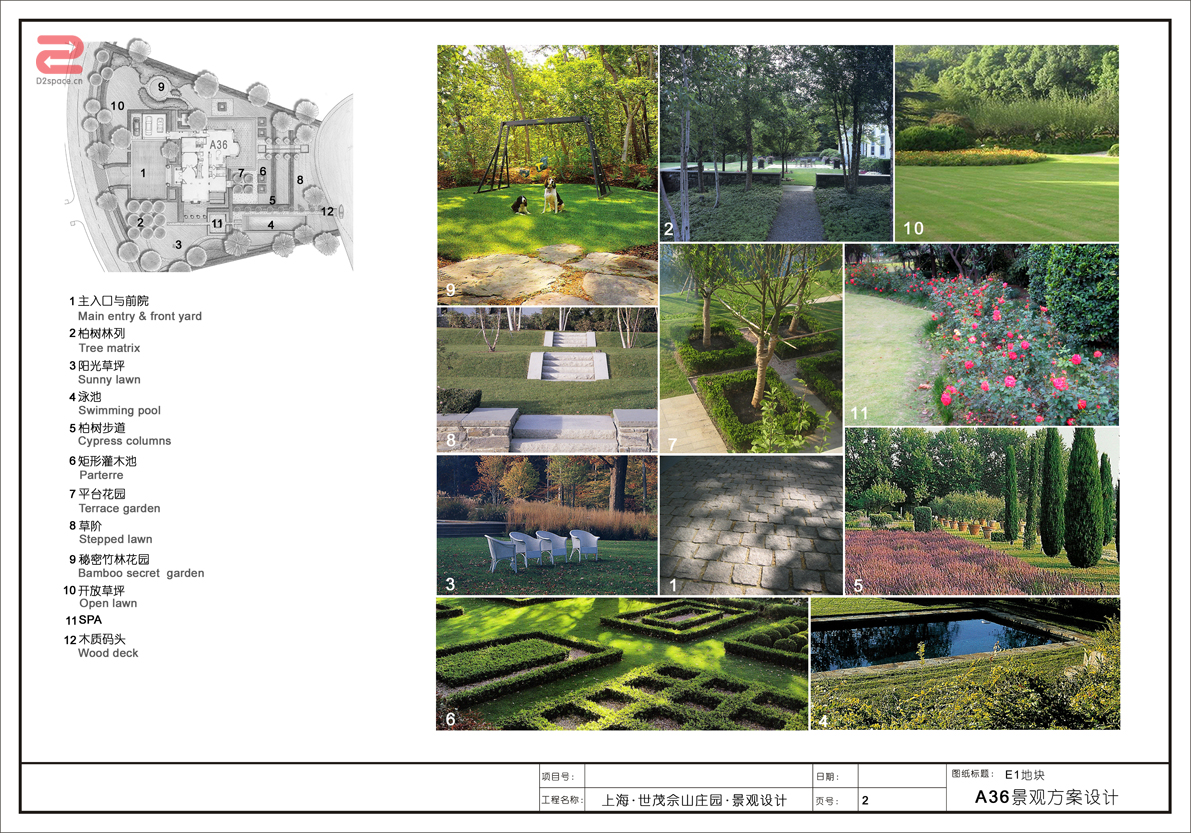 D2space.cn
9
10
A36
1
7
6
8
5
12
2
11
4
3
1 主入口与前院
Main entry & front yard
2 柏树林列
Tree matrix
3 阳光草坪
Sunny lawn
4 泳池
Swimming pool
5 柏树步道
Cypress columns
6 矩形灌木池
Parterre
7 平台花园
Terrace garden
8 草阶
Stepped lawn
9 秘密竹林花园
Bamboo secret garden
10 开放草坪
Open lawn
11 SPA
12 木质码头
Wood deck
9
2
10
8
7
11
3
1
5
6
4
项目号:
日期:
图纸标题: E1地块
工程名称: 上海·世茂佘山庄园·景观设计
页号: 2
A36景观方案设计